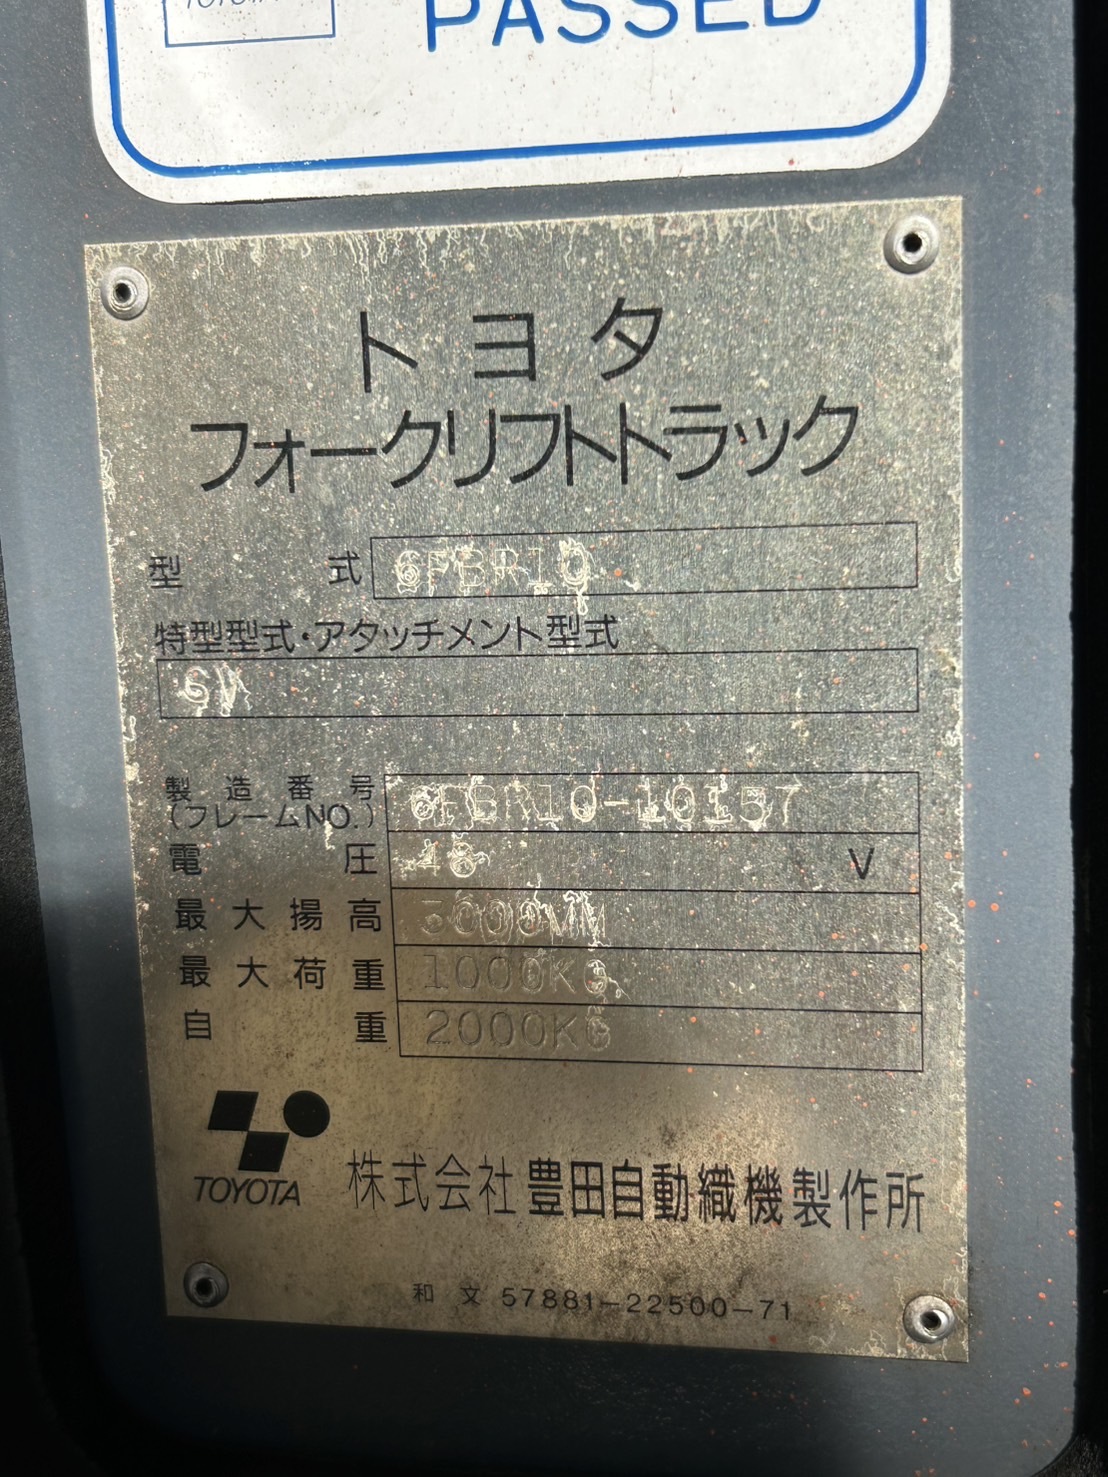 PASSED
トヨタ
フォークリフトトラック
型式 6FBR10
特型型式・アタッチメント型式
SV
製造番号
(フレームNO.) 6FBR10-10157
電圧 48 V
最大揚高 3000MM
最大荷重 1000KG
自重 2000KG
TOYOTA 株式会社 豊田自動織機製作所
和文 57881-22500-71